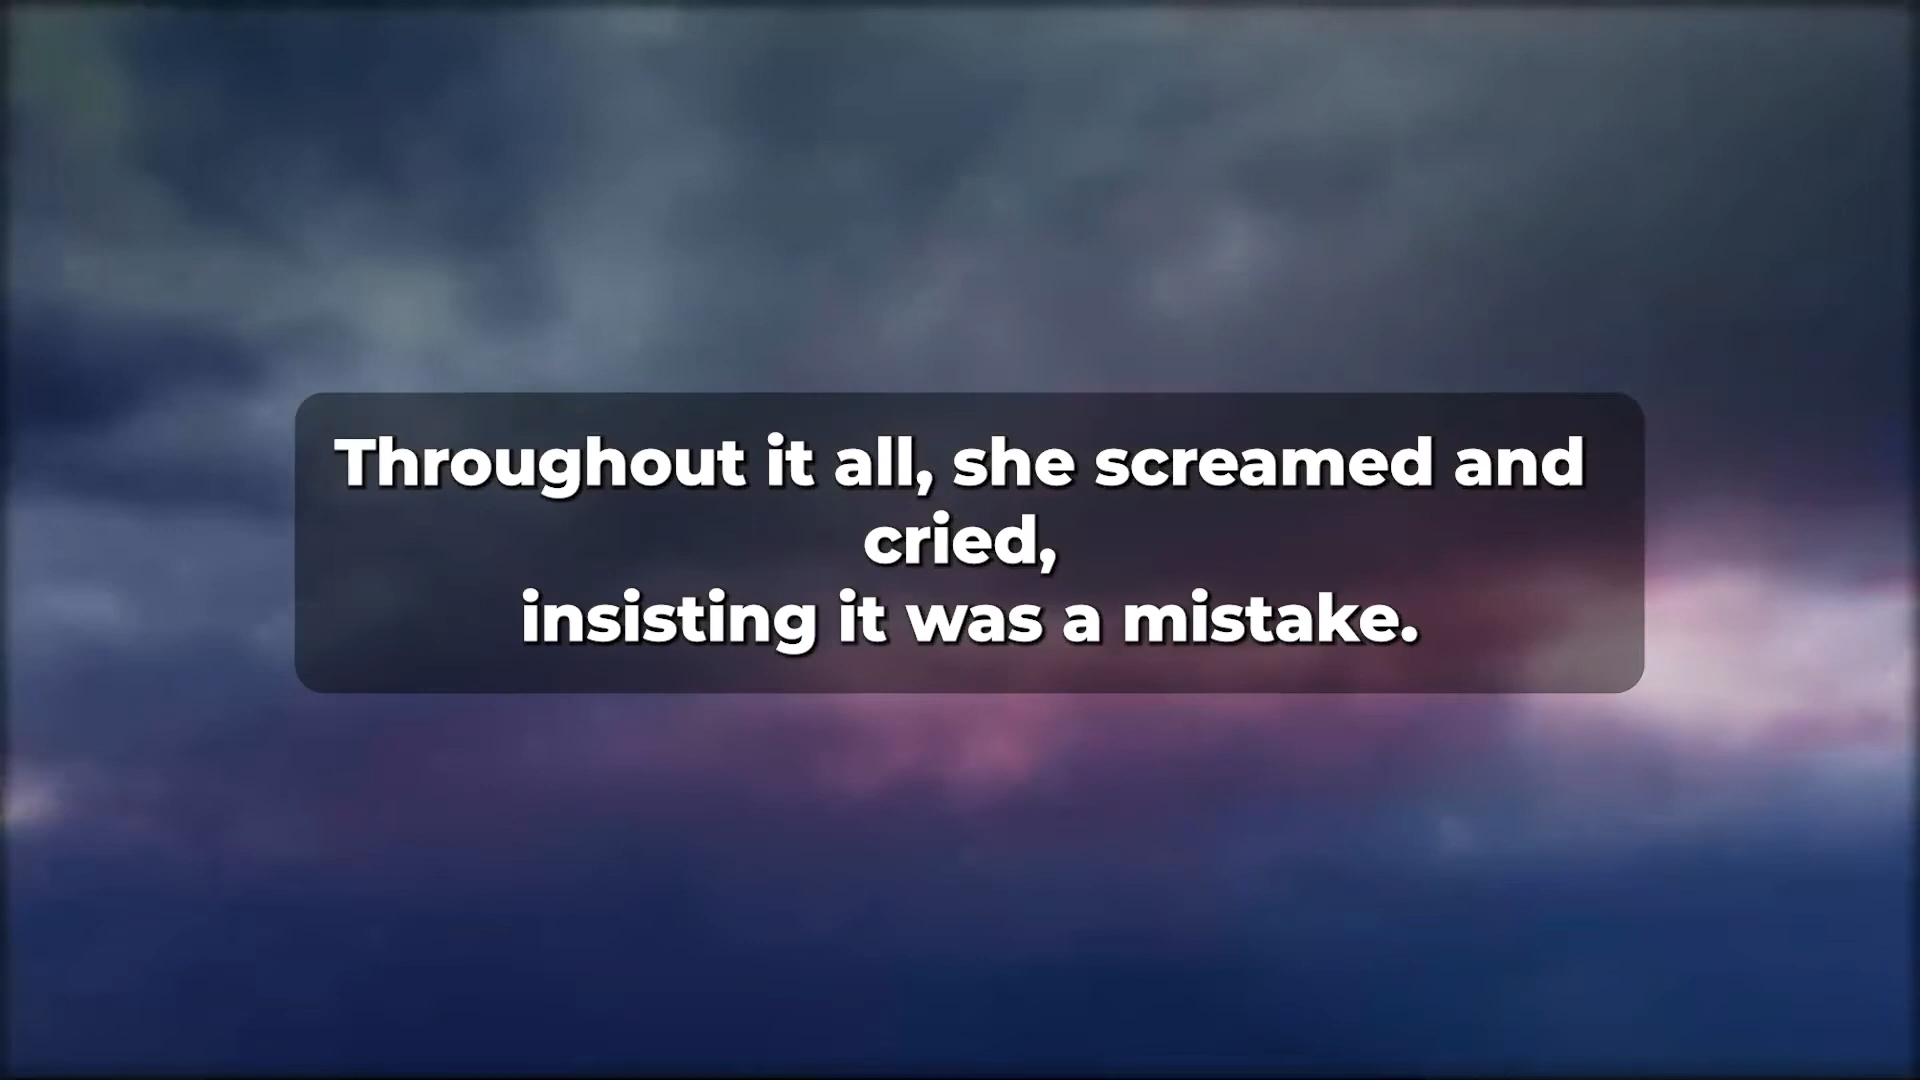 Throughout it all, she screamed and
cried,
insisting it was a mistake.